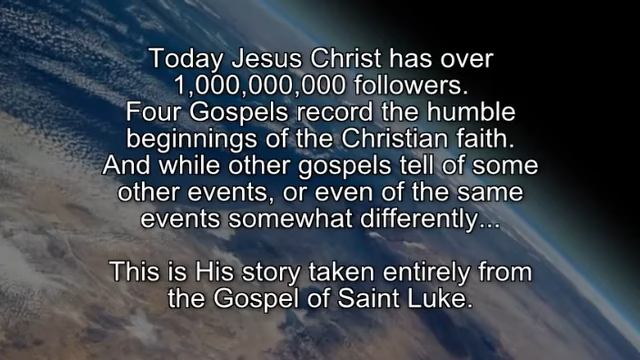 Today Jesus Christ has over
1,000,000,000 followers.
Four Gospels record the humble
beginnings of the Christian faith.
And while other gospels tell of some
other events, or even of the same
events somewhat differently...
This is His story taken entirely from
the Gospel of Saint Luke.